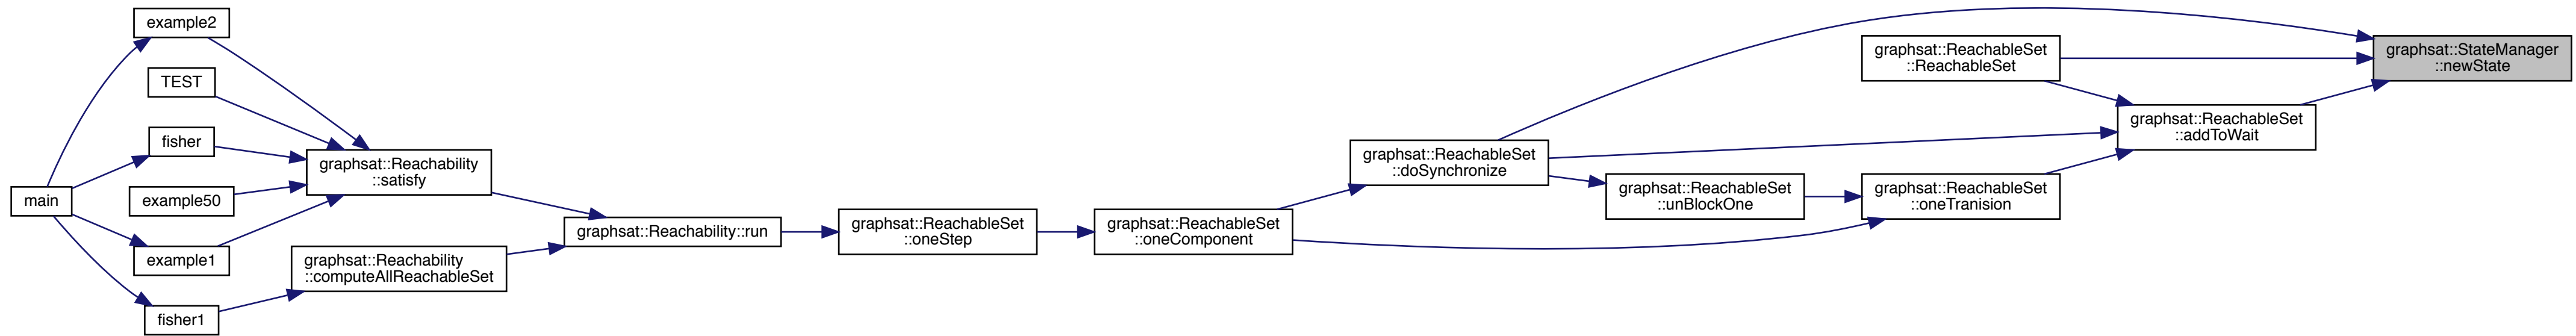 example2
TEST
fisher
main
example50
example1
fisher1
graphsat::Reachability
::satisfy
graphsat::Reachability
::computeAllReachableSet
graphsat::Reachability::run
graphsat::ReachableSet
::oneStep
graphsat::ReachableSet
::oneComponent
graphsat::ReachableSet
::doSynchronize
graphsat::ReachableSet
::unBlockOne
graphsat::ReachableSet
::ReachableSet
graphsat::ReachableSet
::oneTranision
graphsat::ReachableSet
::addToWait
graphsat::StateManager
::newState